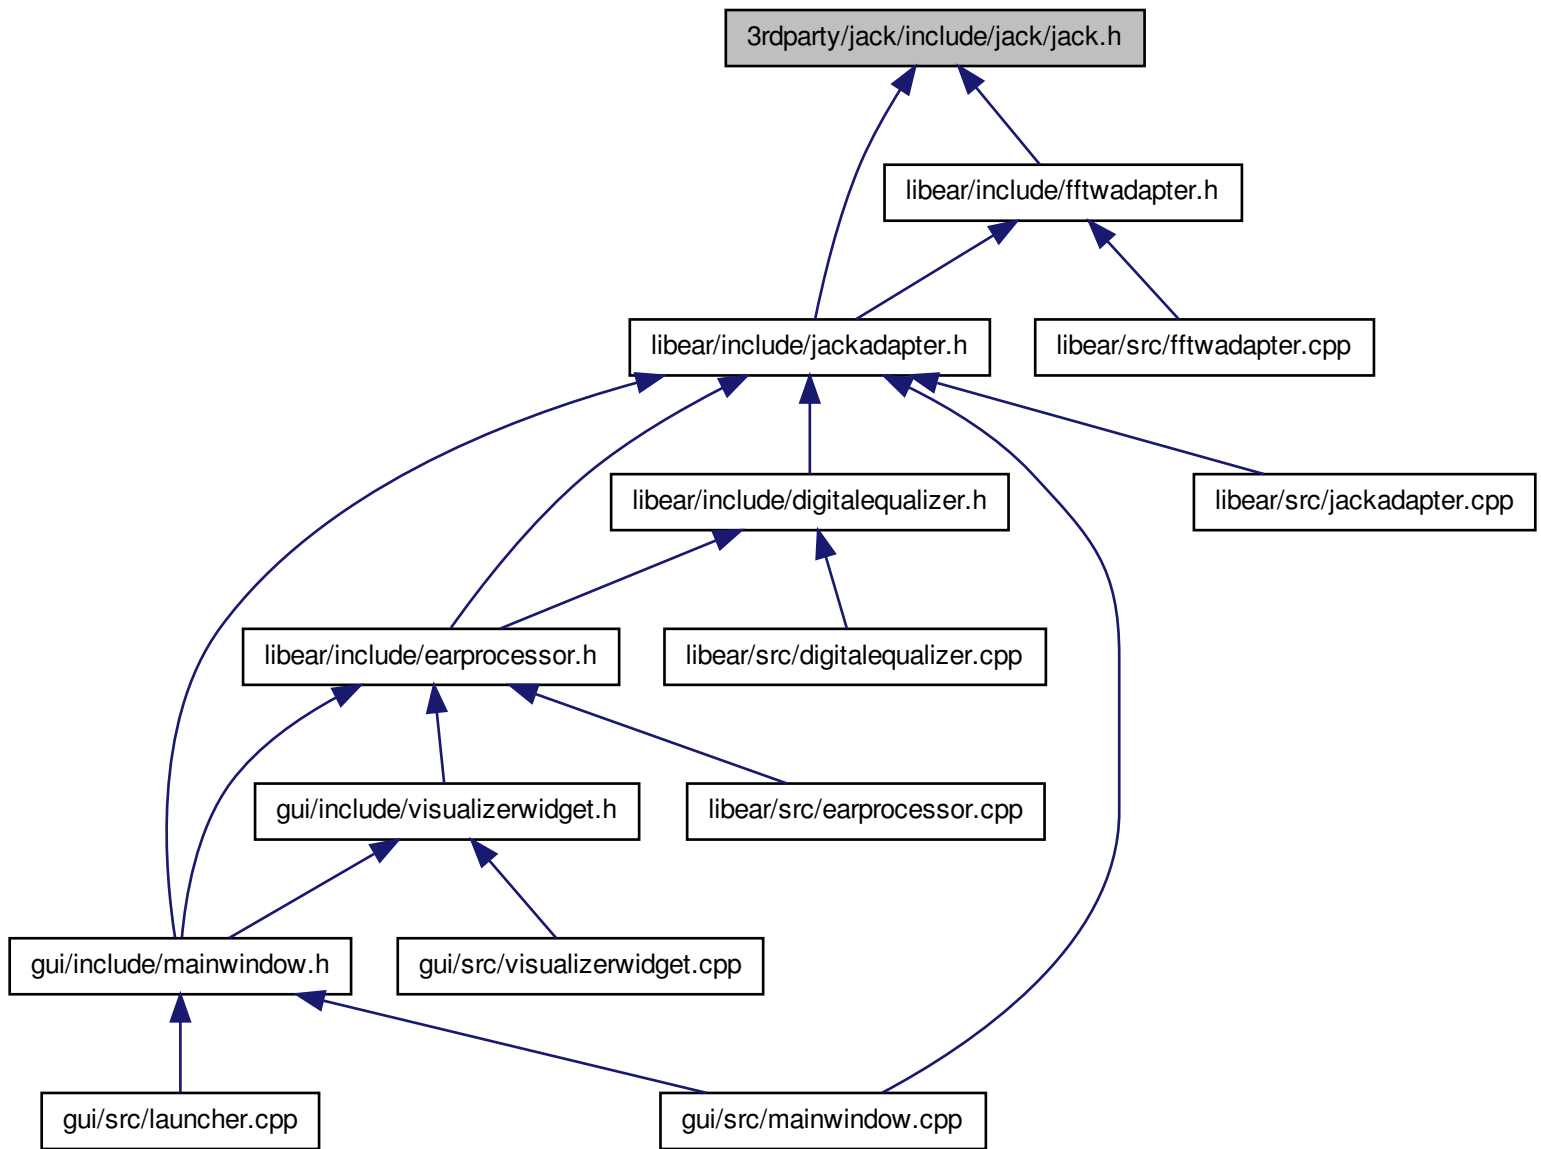 3rdparty/jack/include/jack/jack.h
libear/include/fftwadapter.h
libear/include/jackadapter.h
libear/src/fftwadapter.cpp
libear/include/digitalequalizer.h
libear/src/jackadapter.cpp
libear/include/earprocessor.h
libear/src/digitalequalizer.cpp
gui/include/visualizerwidget.h
libear/src/earprocessor.cpp
gui/include/mainwindow.h
gui/src/visualizerwidget.cpp
gui/src/launcher.cpp
gui/src/mainwindow.cpp